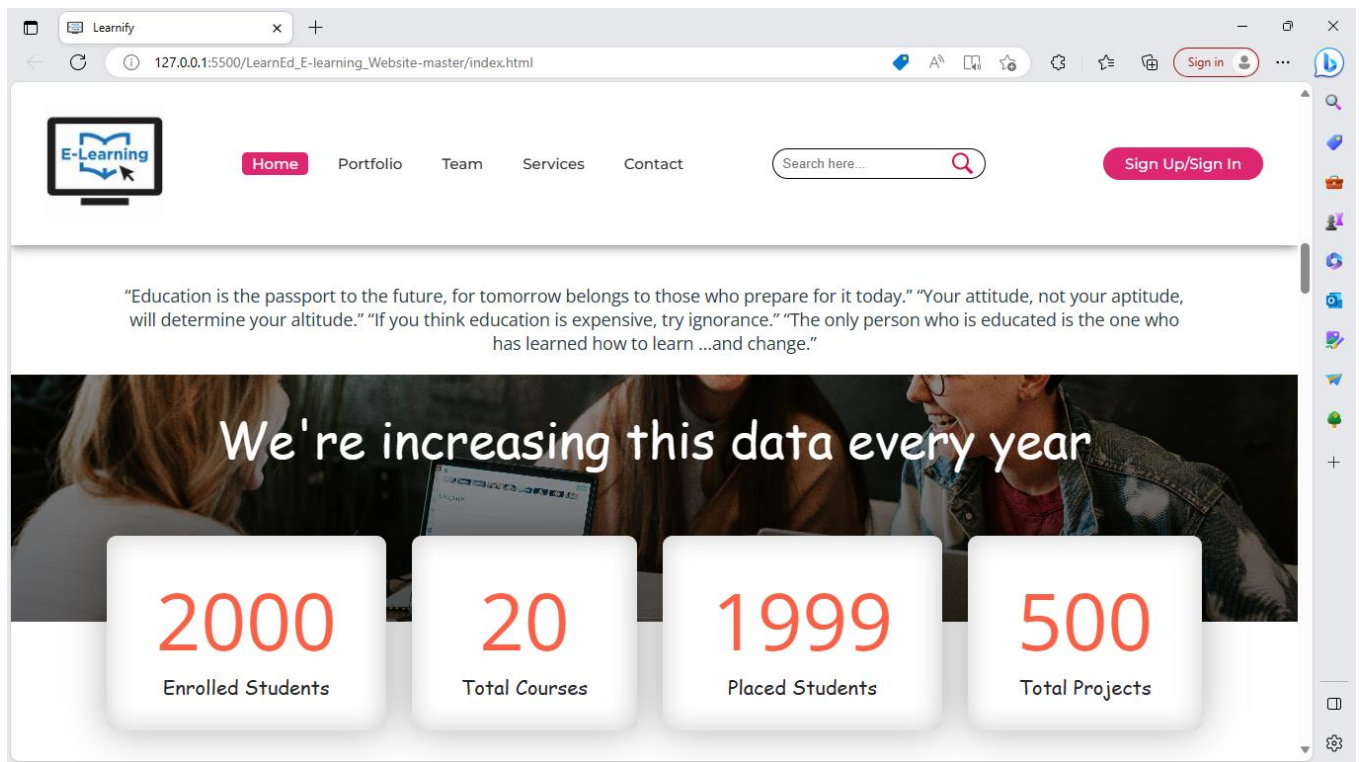 Learnify
127.0.0.1:5500/LearnEd_E-learning_Website-master/index.html
Sign in
E-Learning
Home
Portfolio
Team
Services
Contact
Search here...
Sign Up/Sign In
“Education is the passport to the future, for tomorrow belongs to those who prepare for it today.” “Your attitude, not your aptitude,
will determine your altitude.” “If you think education is expensive, try ignorance.” “The only person who is educated is the one who
has learned how to learn ...and change.”
We're increasing this data every year
2000
20
1999
500
Enrolled Students
Total Courses
Placed Students
Total Projects